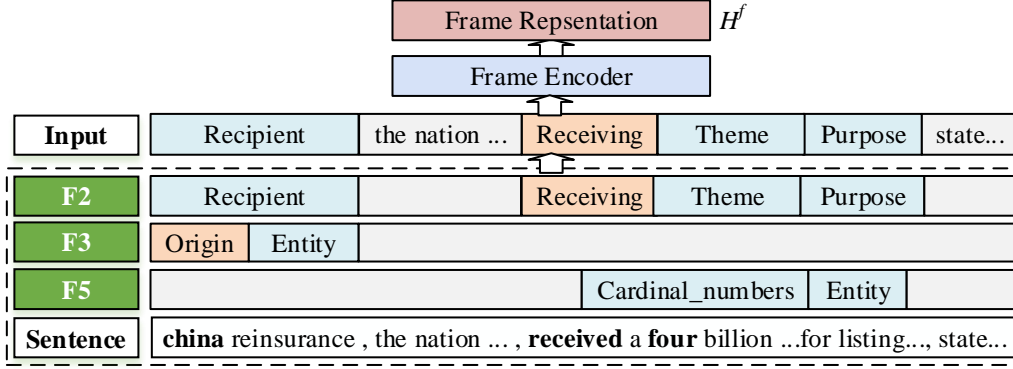 Frame Repsentation H^f
Frame Encoder
Input Recipient the nation ... Receiving Theme Purpose state...
F2 Recipient Receiving Theme Purpose
F3 Origin Entity
F5 Cardinal_numbers Entity
Sentence china reinsurance , the nation ... , received a four billion ...for listing..., state...